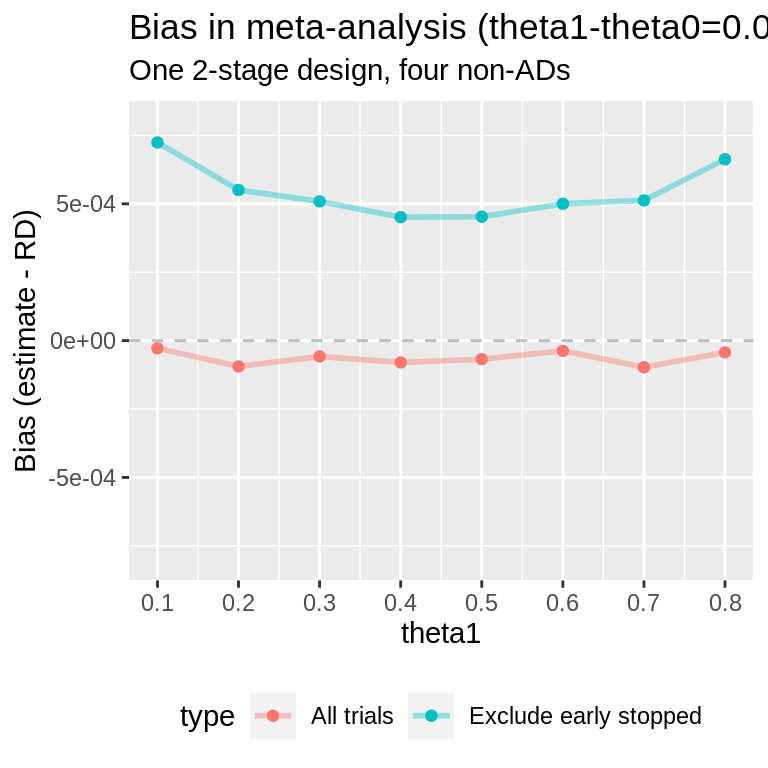 Bias in meta-analysis (theta1-theta0=0.0
One 2-stage design, four non-ADs
Bias (estimate - RD)
5e-04
0e+00
-5e-04
0.1 0.2 0.3 0.4 0.5 0.6 0.7 0.8
theta1
type All trials Exclude early stopped